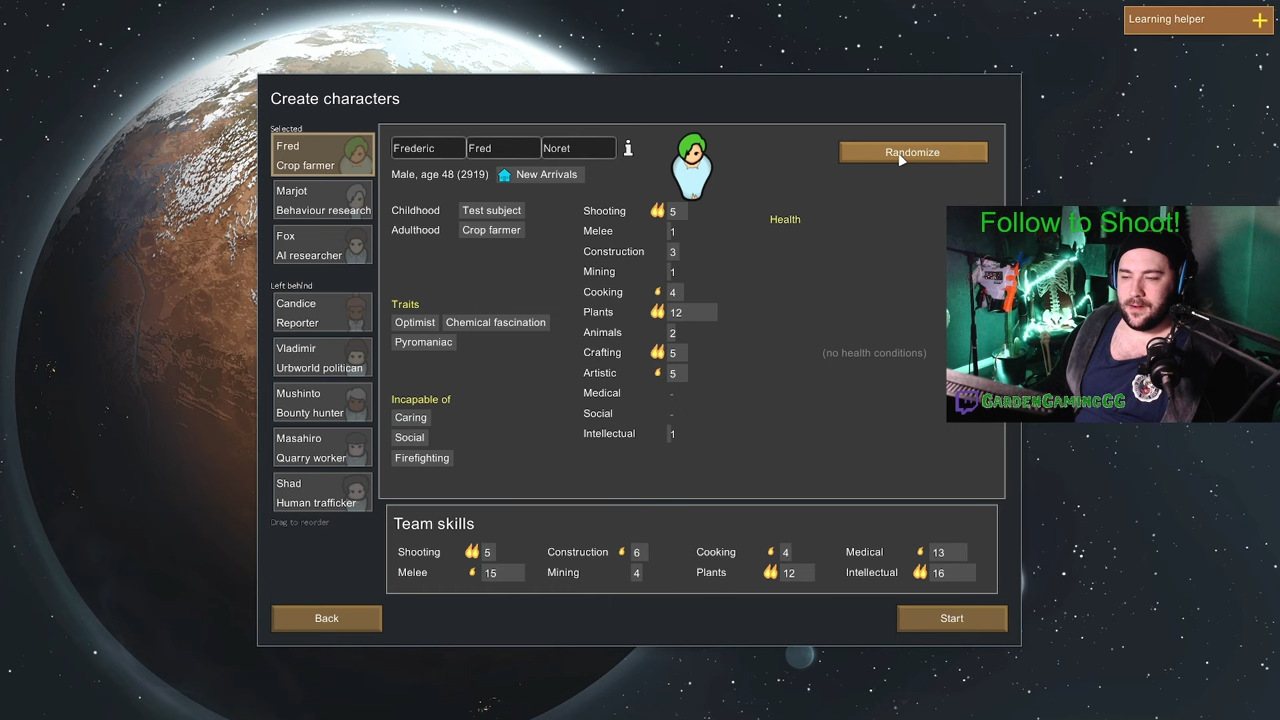 Learning helper
Create characters
Selected
Fred
Crop farmer
Marjot
Behaviour research
Fox
AI researcher
Left behind
Candice
Reporter
Vladimir
Urbworld politican
Mushinto
Bounty hunter
Masahiro
Quarry worker
Shad
Human trafficker
Drag to reorder
Frederic Fred Noret
Randomize
Male, age 48 (2919) New Arrivals
Childhood Test subject
Adulthood Crop farmer
Traits
Optimist Chemical fascination
Pyromaniac
Incapable of
Caring
Social
Firefighting
Shooting 5
Melee 1
Construction 3
Mining 1
Cooking 4
Plants 12
Animals 2
Crafting 5
Artistic 5
Medical -
Social -
Intellectual 1
Health
(no health conditions)
Follow to Shoot!
GARDENGAMINGGG
Team skills
Shooting 5 Construction 6 Cooking 4 Medical 13
Melee 15 Mining 4 Plants 12 Intellectual 16
Back
Start